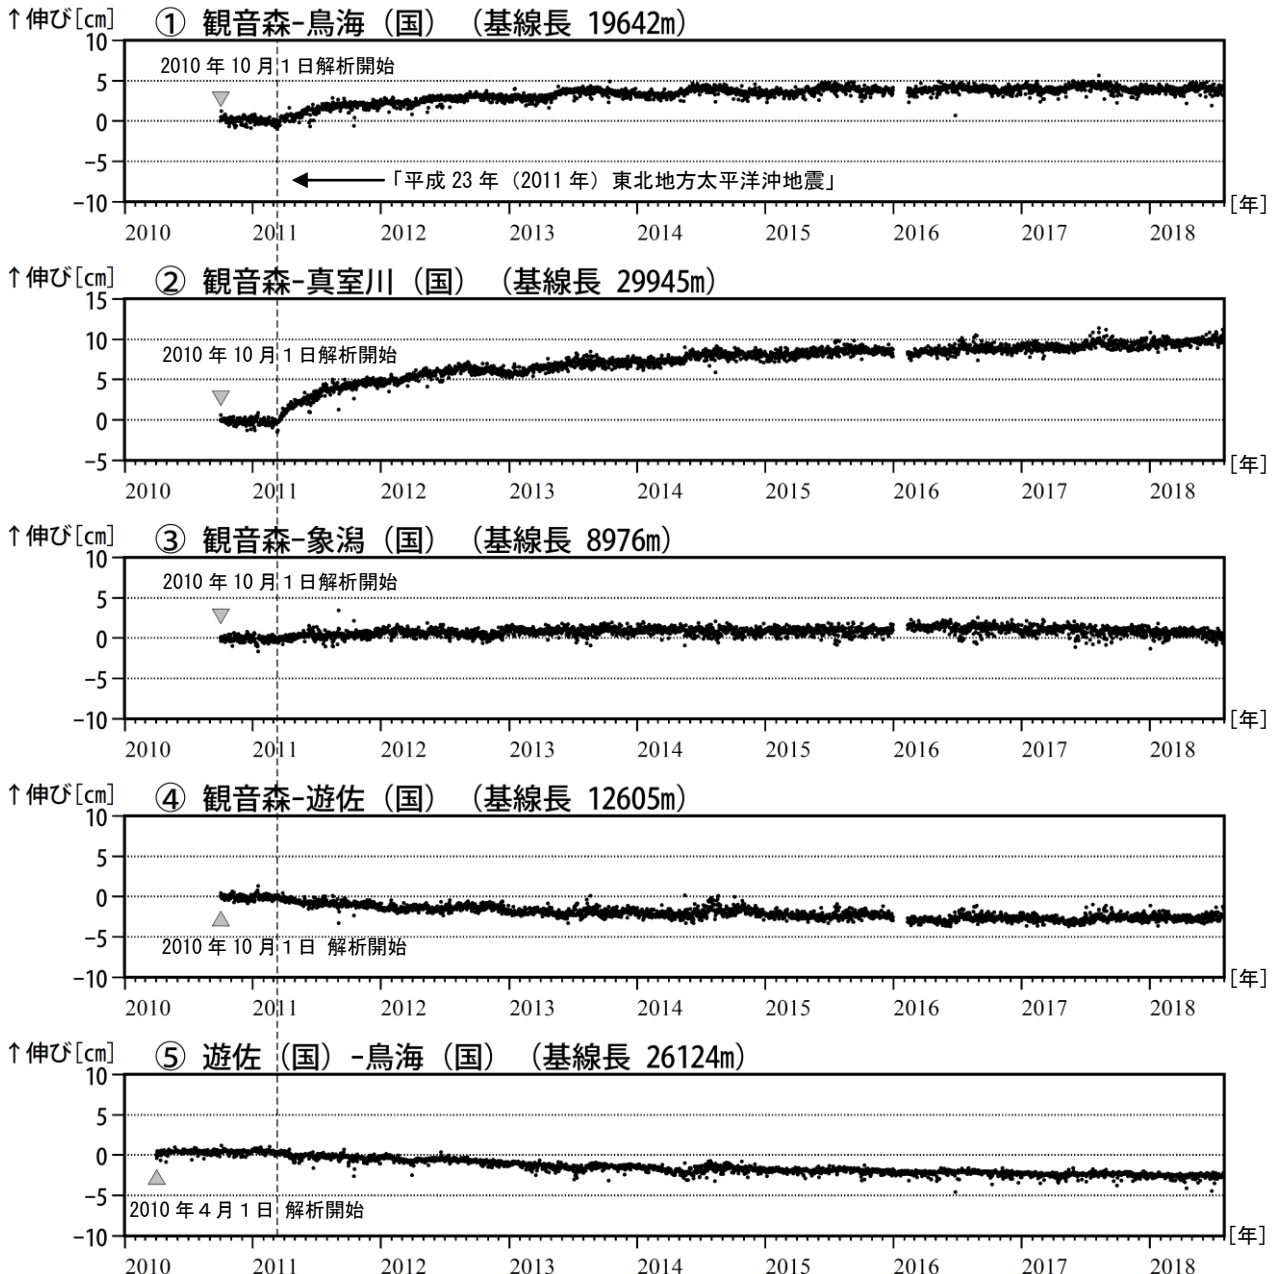 ↑伸び[㎝] ① 観音森-鳥海（国）（基線長 19642m）
10
2010 年 10 月 1 日解析開始
5
0
-5
「平成 23 年（2011 年）東北地方太平洋沖地震」
-10
[年]
2010 2011 2012 2013 2014 2015 2016 2017 2018
↑伸び[㎝] ② 観音森-真室川（国）（基線長 29945m）
15
10
2010 年 10 月 1 日解析開始
5
0
-5
[年]
2010 2011 2012 2013 2014 2015 2016 2017 2018
↑伸び[㎝] ③ 観音森-象潟（国）（基線長 8976m）
10
2010 年 10 月 1 日解析開始
5
0
-5
-10
[年]
2010 2011 2012 2013 2014 2015 2016 2017 2018
↑伸び[㎝] ④ 観音森-遊佐（国）（基線長 12605m）
10
5
0
-5
2010 年 10 月 1 日 解析開始
-10
[年]
2010 2011 2012 2013 2014 2015 2016 2017 2018
↑伸び[㎝] ⑤ 遊佐（国）-鳥海（国）（基線長 26124m）
10
5
0
-5
2010 年 4 月 1 日 解析開始
-10
[年]
2010 2011 2012 2013 2014 2015 2016 2017 2018